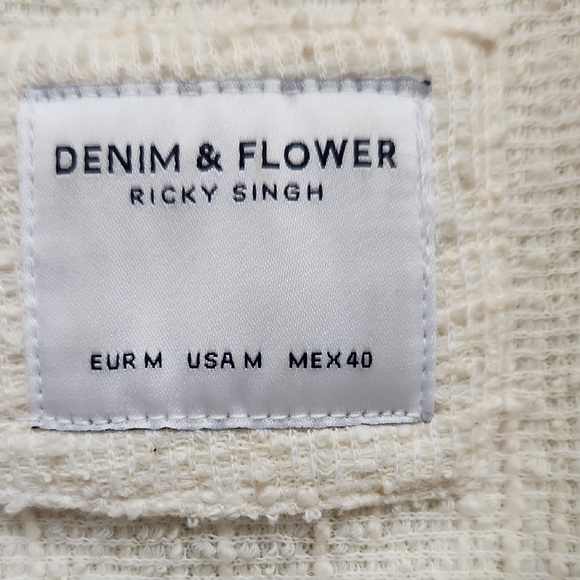 DENIM & FLOWER
RICKY SINGH
EUR M USA M MEX 40